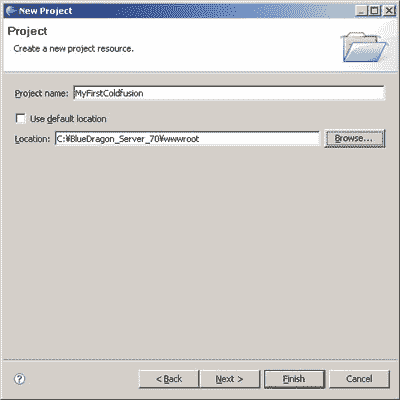 New Project
Project
Create a new project resource.
Project name: MyFirstColdfusion
Use default location
Location: C:¥BlueDragon_Server_70¥wwwroot Browse...
? < Back Next > Finish Cancel